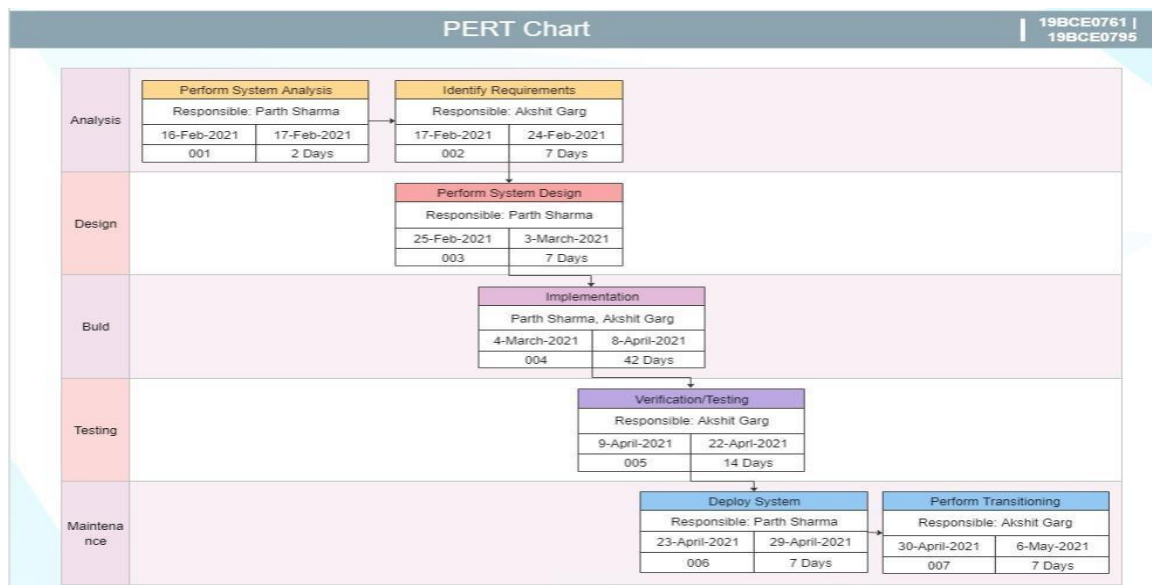 PERT Chart
19BCE0761 |
19BCE0795
Analysis
Perform System Analysis
Responsible: Parth Sharma
16-Feb-2021 17-Feb-2021
001 2 Days
Identify Requirements
Responsible: Akshit Garg
17-Feb-2021 24-Feb-2021
002 7 Days
Design
Perform System Design
Responsible: Parth Sharma
25-Feb-2021 3-March-2021
003 7 Days
Buld
Implementation
Parth Sharma, Akshit Garg
4-March-2021 8-April-2021
004 42 Days
Testing
Verification/Testing
Responsible: Akshit Garg
9-April-2021 22-Aprl-2021
005 14 Days
Maintena
nce
Deploy System
Responsible: Parth Sharma
23-April-2021 29-April-2021
006 7 Days
Perform Transitioning
Responsible: Akshit Garg
30-April-2021 6-May-2021
007 7 Days